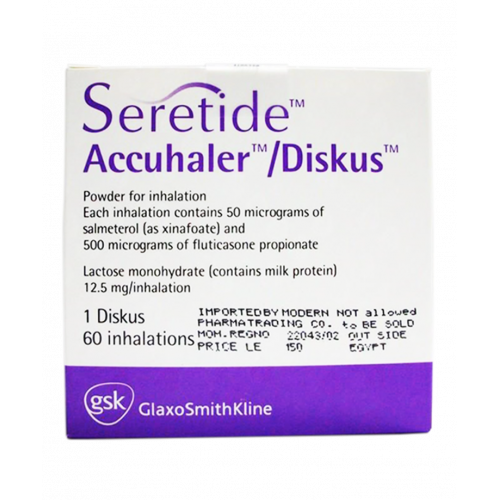 Seretide™
Accuhaler™/Diskus™
Powder for inhalation
Each inhalation contains 50 micrograms of
salmeterol (as xinafoate) and
500 micrograms of fluticasone propionate
Lactose monohydrate (contains milk protein)
12.5 mg/inhalation
1 Diskus
60 inhalations
IMPORTED BY MODERN NOT allowed
PHARMATRADING CO. to BE SOLD
MOH.REGNO 22043/02 OUT SIDE
PRICE LE 150 EGYPT
gsk GlaxoSmithKline